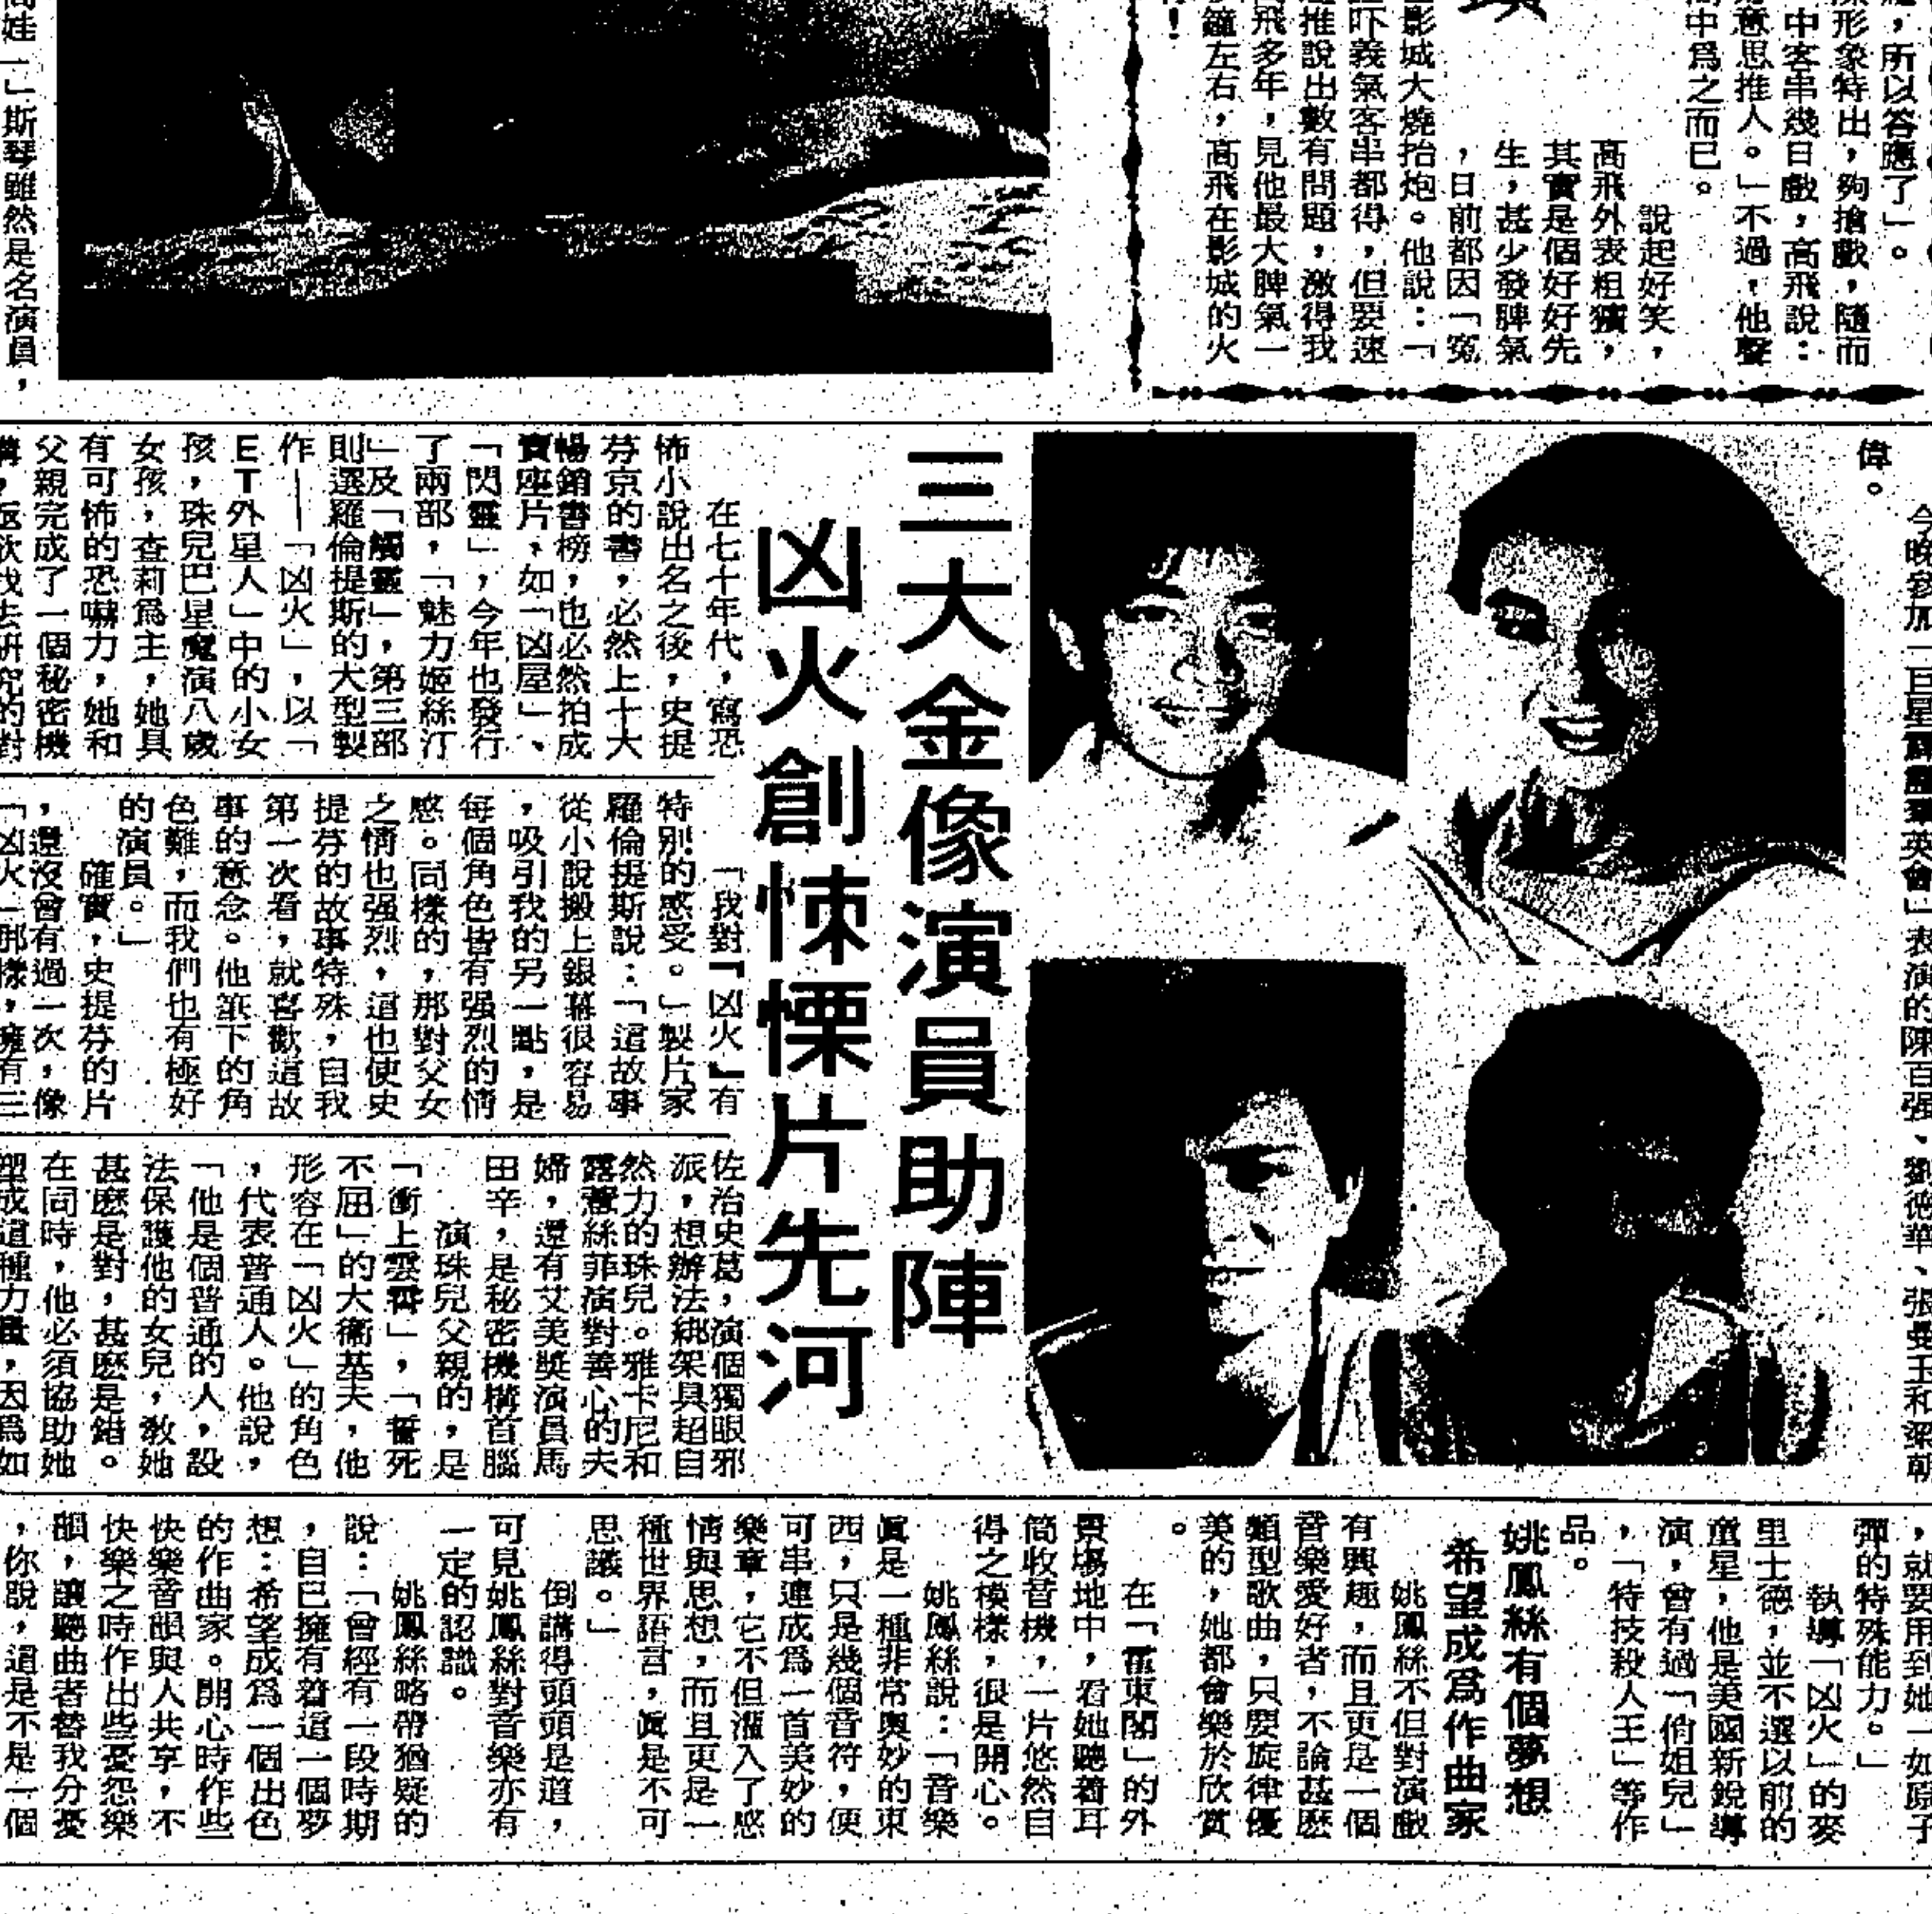 高娃」斯琴雖然是名演員,
,所以答應了」。
形象特出,夠搶戲,隨而
中客串幾日戲,高飛說:
意思推人。」不過,他聲
中爲之而已。
說起好笑,
高飛外表粗獷,
其實是個好好先
生,甚少發脾氣
,日前都因「冤
影城大燒抬炮。他說:「
吓義氣客串都得,但要速
推說出數有問題,激得我
飛多年,見他最大脾氣一
鐘左右,高飛在影城的火
!
今晚參加「巨星
英會」表演的陳百强、劉德華、張曼玉和梁朝
偉。
三大金像演員助陣
凶火創悚慄片先河
在七十年代,寫恐
怖小說出名之後,史提
芬京的書,必然上十大
暢銷書榜,也必然拍成
賣座片,如「凶屋」、
「閃靈」,今年也發行
了兩部,「魅力姬絲汀
」及「觸靈」,第三部
則選羅倫提斯的大型製
作——「凶火」,以「
ET外星人」中的小女
孩,珠兒巴星摩演八歲
女孩,查莉爲主,她具
有可怖的恐嚇力,她和
父親完成了一個秘密機
構,返欲找去研究的對
「我對『凶火』有
特別的感受。」製片家
羅倫提斯說:「這故事
從小說搬上銀幕很容易
,吸引我的另一點,是
每個角色皆有强烈的情
感。同樣的,那對父女
之情也强烈,這也使史
提芬的故事特殊,自我
第一次看,就喜歡這故
事的意念。他筆下的角
色難,而我們也有極好
的演員。」
確實,史提芬的片
,還沒曾有過一次,像
「凶火」那樣,擁有三
佐治史葛,演個獨眼邪
派,想辦法綁架具超自
然力的珠兒。雅卡尼和
露薏絲菲演對善心的夫
婦,還有艾美獎演員馬
田辛,是秘密機構首腦
演珠兒父親的,是
「衝上雲霄」,「誓死
不屈」的大衞基夫,他
形容在「凶火」的角色
,代表普通人。他說,
「他是個普通的人,設
法保護他的女兒,教她
甚麽是對,甚麽是錯。
在同時,他必須協助她
塑成這種力量,因爲如
,就要用到她一如原子
彈的特殊能力。」
執導「凶火」的麥
里士德,並不選以前的
童星,他是美國新銳導
演,曾有過「俏姐兒」
,「特技殺人王」等作
品。
姚鳳絲有個夢想
希望成爲作曲家
姚鳳絲不但對演戲
有興趣,而且更是一個
音樂愛好者,不論甚麽
類型歌曲,只要旋律優
美的,她都會樂於欣賞
。
在「雷東閣」的外
景場地中,看她聽着耳
筒收音機,一片悠然自
得之模樣,很是開心。
姚鳳絲說:「音樂
眞是一種非常奧妙的東
西,只是幾個音符,便
可串連成爲一首美妙的
樂章,它不但滙入了感
情與思想,而且更是一
種世界語言,眞是不可
思議。」
倒講得頭頭是道,
可見姚鳳絲對音樂亦有
一定的認識。
姚鳳絲略帶猶疑的
說:「曾經有一段時期
,自已擁有着這一個夢
想:希望成爲一個出色
的作曲家。開心時作些
快樂音韻與人共享,不
快樂之時作出些憂怨樂
韻,讓聽曲者替我分憂
,你說,這是不是一個